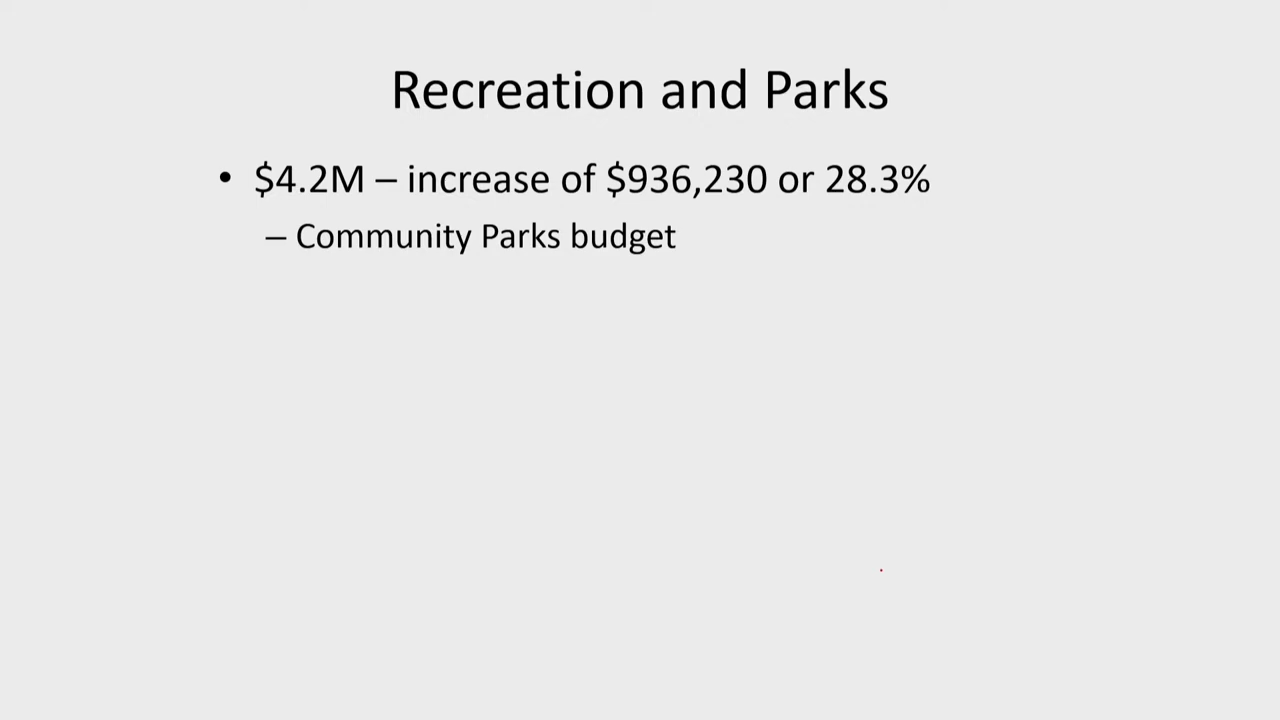 Recreation and Parks
• $4.2M – increase of $936,230 or 28.3%
– Community Parks budget